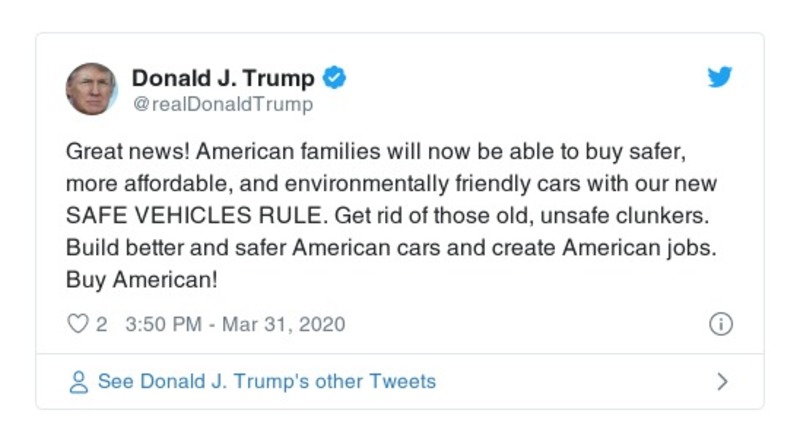 Donald J. Trump
@realDonaldTrump
Great news! American families will now be able to buy safer,
more affordable, and environmentally friendly cars with our new
SAFE VEHICLES RULE. Get rid of those old, unsafe clunkers.
Build better and safer American cars and create American jobs.
Buy American!
2 3:50 PM - Mar 31, 2020
See Donald J. Trump's other Tweets